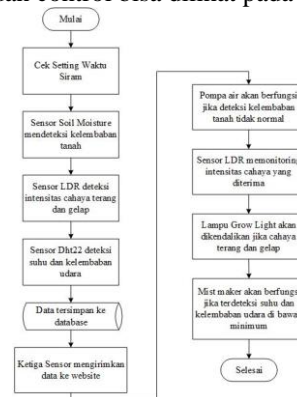 kontrol bisa dilihat pada
Mulai
Cek Setting Waktu
Siram
Sensor Soil Moisture
mendeteksi kelembaban
tanah
Sensor LDR deteksi
intensitas cahaya terang
dan gelap
Sensor Dht22 deteksi
suhu dan kelembaban
udara
Data tersimpan ke
database
Ketiga Sensor mengirimkan
data ke website
Pompa air akan berfungsi
jika deteksi kelembaban
tanah tidak normal
Sensor LDR memonitoring
intensitas cahaya yang
diterima
Lampu Grow Light akan
dikendalikan jika cahaya
terang dan gelap
Mist maker akan berfungsi
jika terdeteksi suhu dan
kelembaban udara di bawah
minimum
Selesai